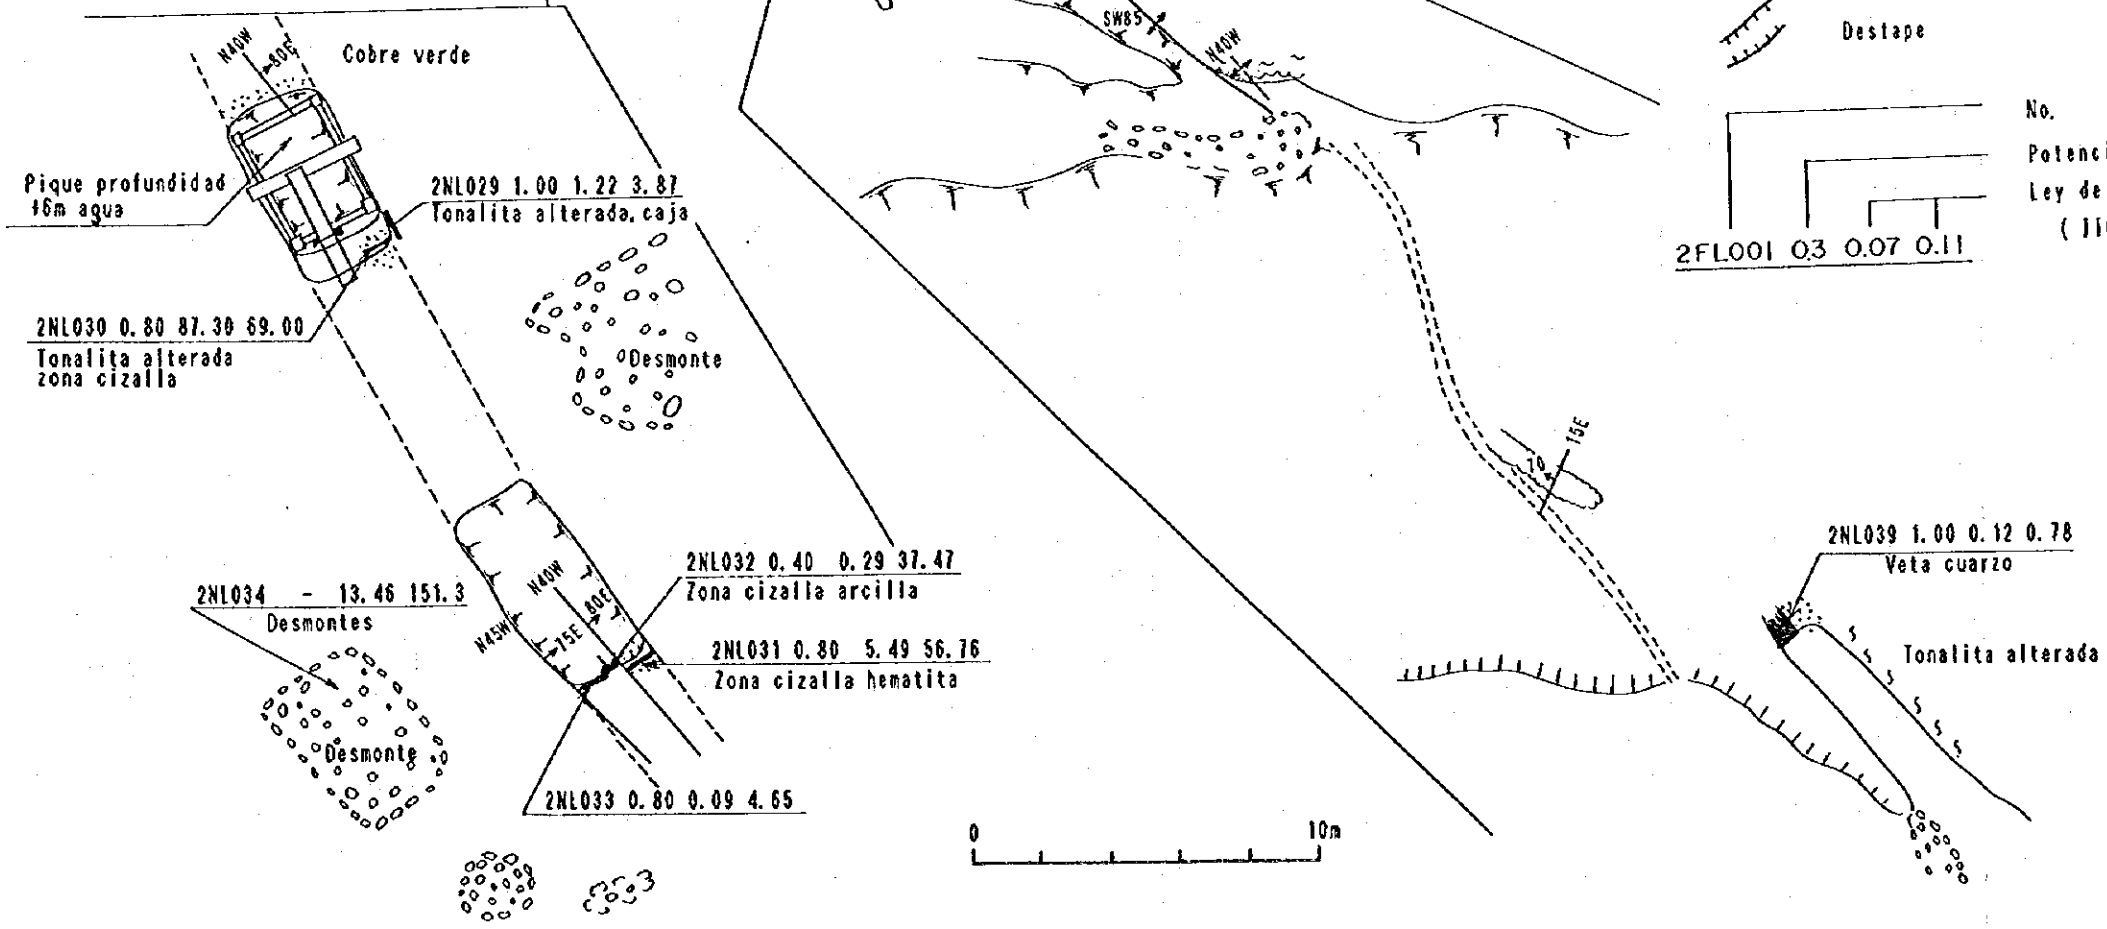 Cobre verde
N40W
80E
Pique profundidad
16m agua
2NL029 1.00 1.22 3.87
Tonalita alterada, caja
2NL030 0.80 87.30 69.00
Tonalita alterada
zona cizalla
Desmonte
2NL032 0.40 0.29 37.47
Zona cizalla arcilla
N40W
80E
75E
N45W
2NL034 - 13.46 151.3
Desmontes
2NL031 0.80 5.49 56.76
Zona cizalla hematita
Desmonte
2NL033 0.80 0.09 4.65
SW85
N40W
15E
70
0 10m
Destape
No.
Potenci
Ley de
2FL001 0.3 0.07 0.11
2NL039 1.00 0.12 0.78
Veta cuarzo
Tonalita alterada